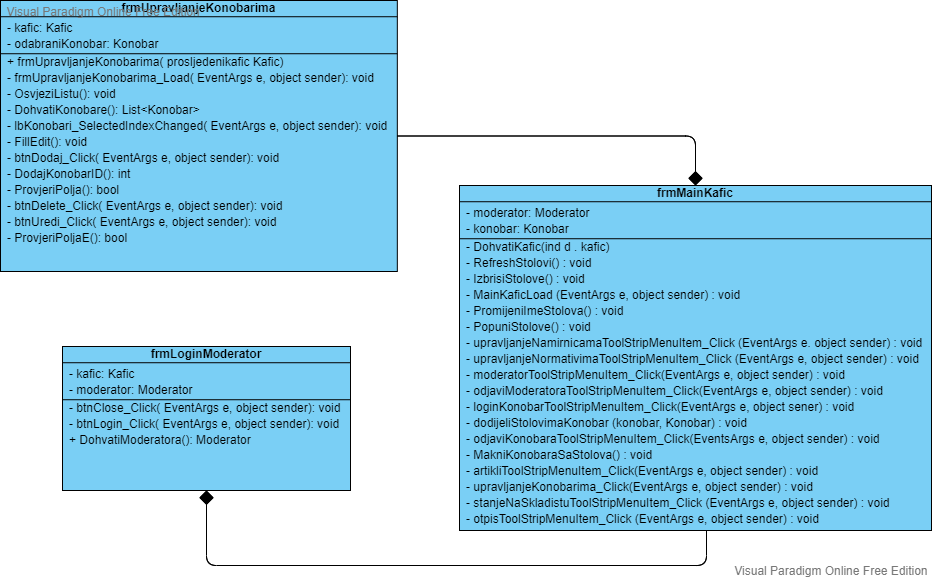 Visual Paradigm Online Free Edition
frmUpravljanjeKonobarima
- kafic: Kafic
- odabraniKonobar: Konobar
+ frmUpravljanjeKonobarima( prosljedenikafic Kafic)
- frmUpravljanjeKonobarima_Load( EventArgs e, object sender): void
- OsvjeziListu(): void
- DohvatiKonobare(): List<Konobar>
- lbKonobari_SelectedIndexChanged( EventArgs e, object sender): void
- FillEdit(): void
- btnDodaj_Click( EventArgs e, object sender): void
- DodajKonobarID(): int
- ProvjeriPolja(): bool
- btnDelete_Click( EventArgs e, object sender): void
- btnUredi_Click( EventArgs e, object sender): void
- ProvjeriPoljaE(): bool
frmMainKafic
- moderator: Moderator
- konobar: Konobar
- DohvatiKafic(ind d . kafic)
- RefreshStolovi() : void
- IzbrisiStolove() : void
- MainKaficLoad (EventArgs e, object sender) : void
- PromijeniImeStolova() : void
- PopuniStolove() : void
- upravljanjeNamirnicamaToolStripMenuItem_Click (EventArgs e. object sender) : void
- upravljanjeNormativimaToolStripMenuItem_Click (EventArgs e, object sender) : void
- moderatorToolStripMenuItem_Click(EventArgs e, object sender) : void
- odjaviModeratoraToolStripMenuItem_Click(EventArgs e, object sender) : void
- loginKonobarToolStripMenuItem_Click(EventArgs e, object sener) : void
- dodijeliStolovimaKonobar (konobar, Konobar) : void
- odjaviKonobaraToolStripMenuItem_Click(EventsArgs e, object sender) : void
- MakniKonobaraSaStolova() : void
- artikliToolStripMenuItem_Click(EventArgs e, object sender) : void
- upravljanjeKonobarima_Click(EventArgs e, object sender) : void
- stanjeNaSkladistuToolStripMenuItem_Click (EventArgs e, object sender) : void
- otpisToolStripMenuItem_Click (EventArgs e, object sender) : void
frmLoginModerator
- kafic: Kafic
- moderator: Moderator
- btnClose_Click( EventArgs e, object sender): void
- btnLogin_Click( EventArgs e, object sender): void
+ DohvatiModeratora(): Moderator
Visual Paradigm Online Free Edition